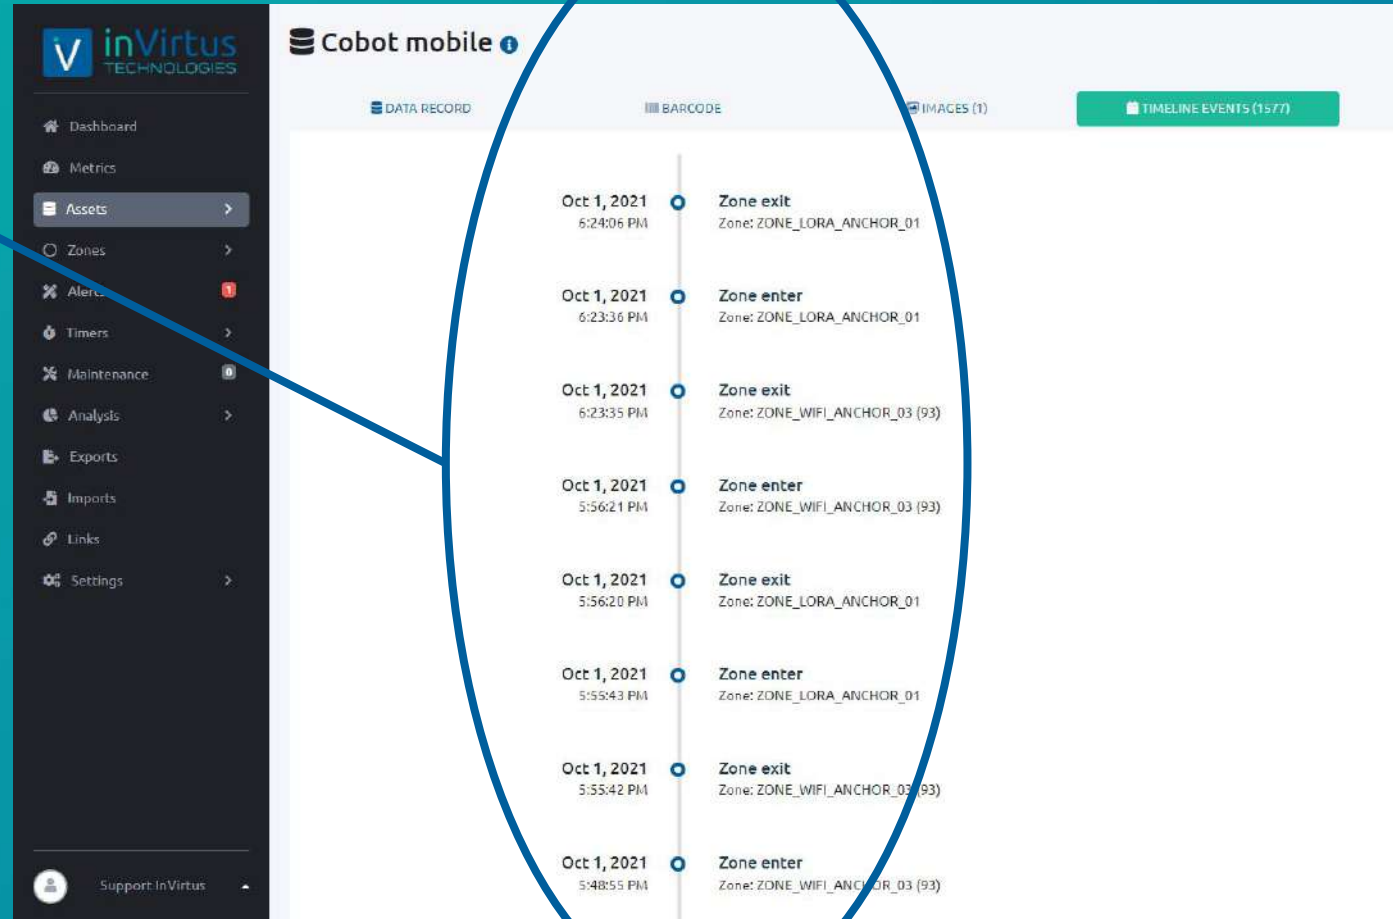 inVirtus
TECHNOLOGIES
Cobot mobile
DATA RECORD
BARCODE
IMAGES (1)
TIMELINE EVENTS (1577)
Dashboard
Metrics
Assets
Zones
Alerts
1
Timers
Maintenance
0
Analysis
Exports
Imports
Links
Settings
Support InVirtus
Oct 1, 2021 Zone exit
6:24:06 PM Zone: ZONE_LORA_ANCHOR_01
Oct 1, 2021 Zone enter
6:23:36 PM Zone: ZONE_LORA_ANCHOR_01
Oct 1, 2021 Zone exit
6:23:35 PM Zone: ZONE_WIFI_ANCHOR_03 (93)
Oct 1, 2021 Zone enter
5:56:21 PM Zone: ZONE_WIFI_ANCHOR_03 (93)
Oct 1, 2021 Zone exit
5:56:20 PM Zone: ZONE_LORA_ANCHOR_01
Oct 1, 2021 Zone enter
5:55:43 PM Zone: ZONE_LORA_ANCHOR_01
Oct 1, 2021 Zone exit
5:55:42 PM Zone: ZONE_WIFI_ANCHOR_03 (93)
Oct 1, 2021 Zone enter
5:48:55 PM Zone: ZONE_WIFI_ANCHOR_03 (93)